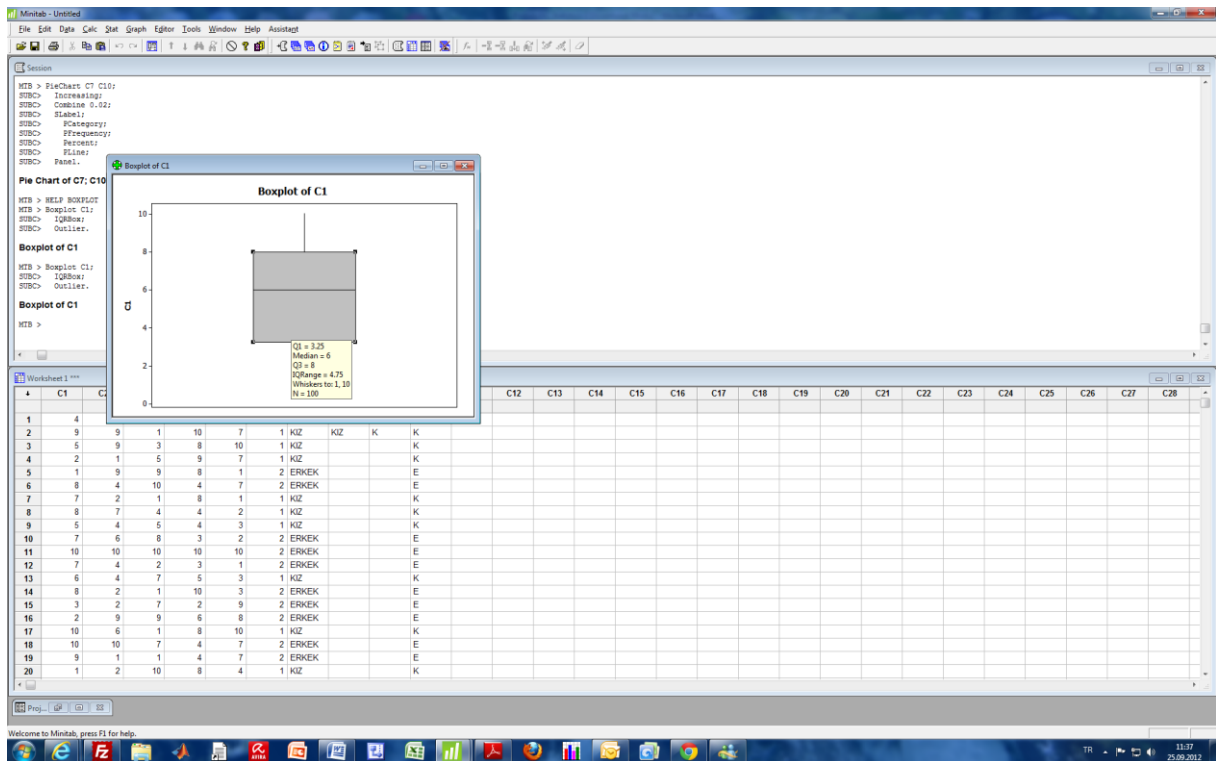 Minitab - Untitled
File Edit Data Calc Stat Graph Editor Tools Window Help Assistant
Session
MTB > PieChart C7 C10;
SUBC> Increasing;
SUBC> Combine 0.02;
SUBC> SLabel;
SUBC> PCategory;
SUBC> PFrequency;
SUBC> Percent;
SUBC> PLine;
SUBC> Panel.
Pie Chart of C7; C10
MTB > HELP BOXPLOT
MTB > Boxplot C1;
SUBC> IQRBox;
SUBC> Outlier.
Boxplot of C1
MTB > Boxplot C1;
SUBC> IQRBox;
SUBC> Outlier.
Boxplot of C1
MTB >
Boxplot of C1
Boxplot of C1
10
8
6
4
2
0
C1
Q1 = 3.25
Median = 6
Q3 = 8
IQRange = 4.75
Whiskers to: 1, 10
N = 100
Worksheet 1 ***
C1 C12 C13 C14 C15 C16 C17 C18 C19 C20 C21 C22 C23 C24 C25 C26 C27 C28
1 4
2 9 9 1 10 7 1 KIZ KIZ K K
3 5 9 3 8 10 1 KIZ K
4 2 1 5 9 7 1 KIZ K
5 1 9 9 8 1 2 ERKEK E
6 8 4 10 4 7 2 ERKEK E
7 7 2 1 8 1 1 KIZ K
8 8 7 4 4 2 1 KIZ K
9 5 4 5 4 3 1 KIZ K
10 7 6 8 3 2 2 ERKEK E
11 10 10 10 10 10 2 ERKEK E
12 7 4 2 3 1 2 ERKEK E
13 6 4 7 5 3 1 KIZ K
14 8 2 1 10 3 2 ERKEK E
15 3 2 7 2 9 2 ERKEK E
16 2 9 9 6 8 2 ERKEK E
17 10 6 1 8 10 1 KIZ K
18 10 10 7 4 7 2 ERKEK E
19 9 1 1 4 7 2 ERKEK E
20 1 2 10 8 4 1 KIZ K
Proj...
Welcome to Minitab, press F1 for help.
TR
11:37
25.09.2012